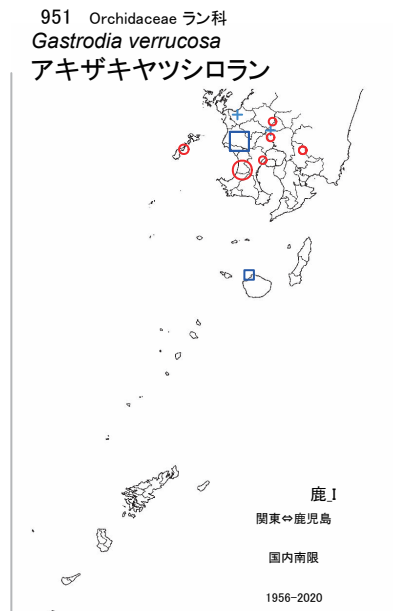 951 Orchidaceae ラン科
Gastrodia verrucosa
アキザキヤツシロラン
鹿_I
関東⇔鹿児島
国内南限
1956-2020